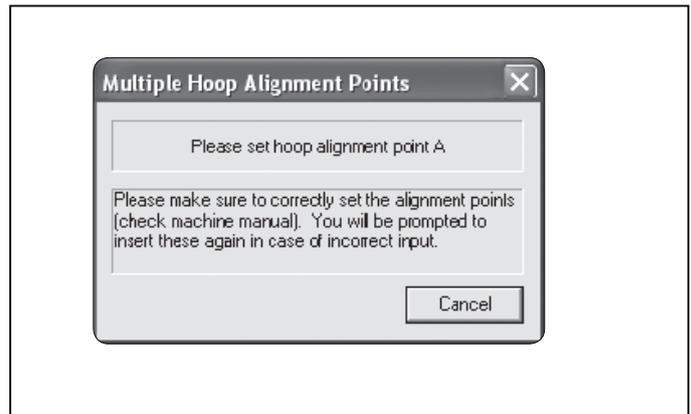 Multiple Hoop Alignment Points
Please set hoop alignment point A
Please make sure to correctly set the alignment points
(check machine manual). You will be prompted to
insert these again in case of incorrect input.
Cancel